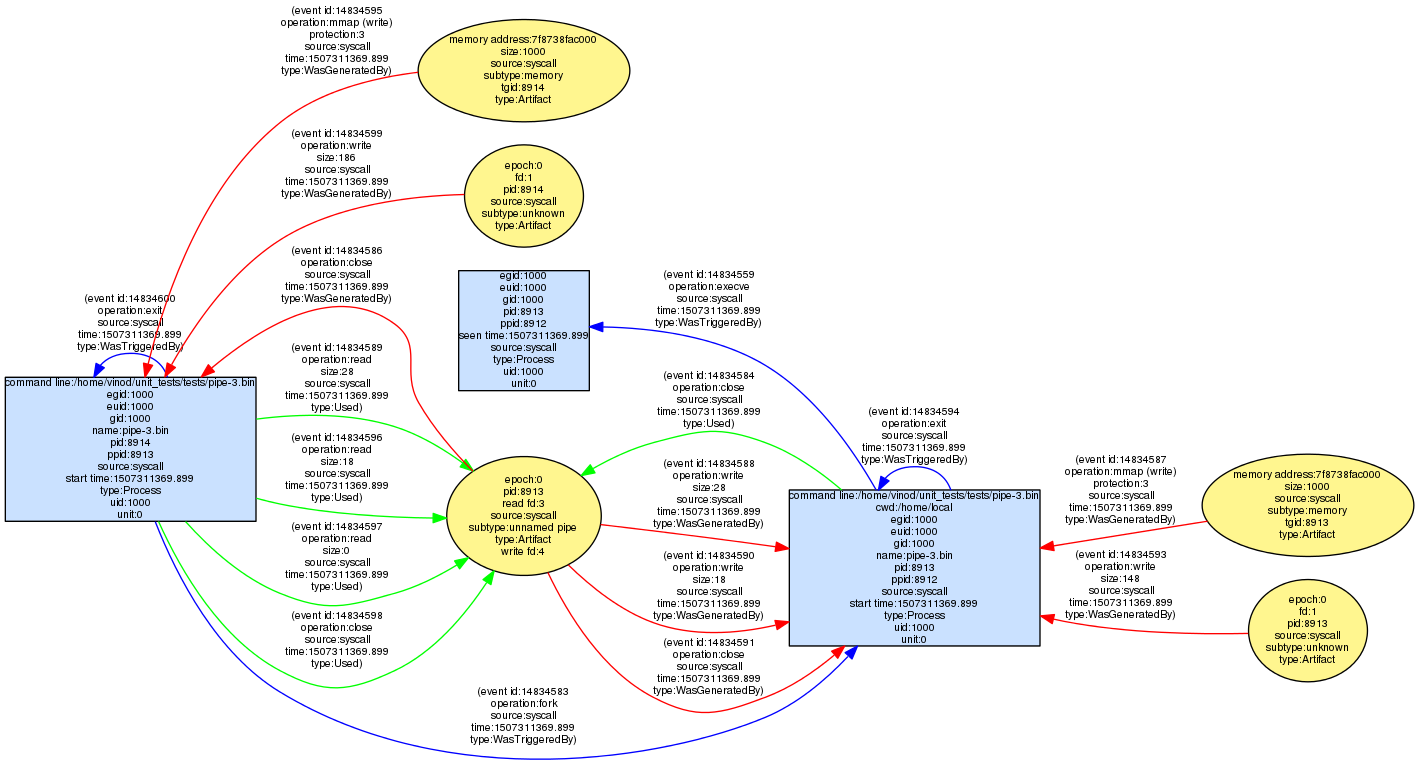 (event id:14834595
operation:mmap (write)
protection:3
source:syscall
time:1507311369.899
type:WasGeneratedBy)
memory address:7f8738fac000
size:1000
source:syscall
subtype:memory
tgid:8914
type:Artifact
(event id:14834599
operation:write
size:186
source:syscall
time:1507311369.899
type:WasGeneratedBy)
epoch:0
fd:1
pid:8914
source:syscall
subtype:unknown
type:Artifact
(event id:14834586
operation:close
source:syscall
time:1507311369.899
type:WasGeneratedBy)
egid:1000
euid:1000
gid:1000
pid:8913
ppid:8912
seen time:1507311369.899
source:syscall
type:Process
uid:1000
unit:0
(event id:14834559
operation:execve
source:syscall
time:1507311369.899
type:WasTriggeredBy)
(event id:14834600
operation:exit
source:syscall
time:1507311369.899
type:WasTriggeredBy)
(event id:14834589
operation:read
size:28
source:syscall
time:1507311369.899
type:Used)
(event id:14834584
operation:close
source:syscall
time:1507311369.899
type:Used)
command line:/home/vinod/unit_tests/tests/pipe-3.bin
egid:1000
euid:1000
gid:1000
name:pipe-3.bin
pid:8914
ppid:8913
source:syscall
start time:1507311369.899
type:Process
uid:1000
unit:0
(event id:14834594
operation:exit
source:syscall
time:1507311369.899
type:WasTriggeredBy)
(event id:14834596
operation:read
size:18
source:syscall
time:1507311369.899
type:Used)
epoch:0
pid:8913
read fd:3
source:syscall
subtype:unnamed pipe
type:Artifact
write fd:4
(event id:14834588
operation:write
size:28
source:syscall
time:1507311369.899
type:WasGeneratedBy)
command line:/home/vinod/unit_tests/tests/pipe-3.bin
cwd:/home/local
egid:1000
euid:1000
gid:1000
name:pipe-3.bin
pid:8913
ppid:8912
source:syscall
start time:1507311369.899
type:Process
uid:1000
unit:0
(event id:14834587
operation:mmap (write)
protection:3
source:syscall
time:1507311369.899
type:WasGeneratedBy)
memory address:7f8738fac000
size:1000
source:syscall
subtype:memory
tgid:8913
type:Artifact
(event id:14834597
operation:read
size:0
source:syscall
time:1507311369.899
type:Used)
(event id:14834590
operation:write
size:18
source:syscall
time:1507311369.899
type:WasGeneratedBy)
(event id:14834593
operation:write
size:148
source:syscall
time:1507311369.899
type:WasGeneratedBy)
epoch:0
fd:1
pid:8913
source:syscall
subtype:unknown
type:Artifact
(event id:14834598
operation:close
source:syscall
time:1507311369.899
type:Used)
(event id:14834591
operation:close
source:syscall
time:1507311369.899
type:WasGeneratedBy)
(event id:14834583
operation:fork
source:syscall
time:1507311369.899
type:WasTriggeredBy)